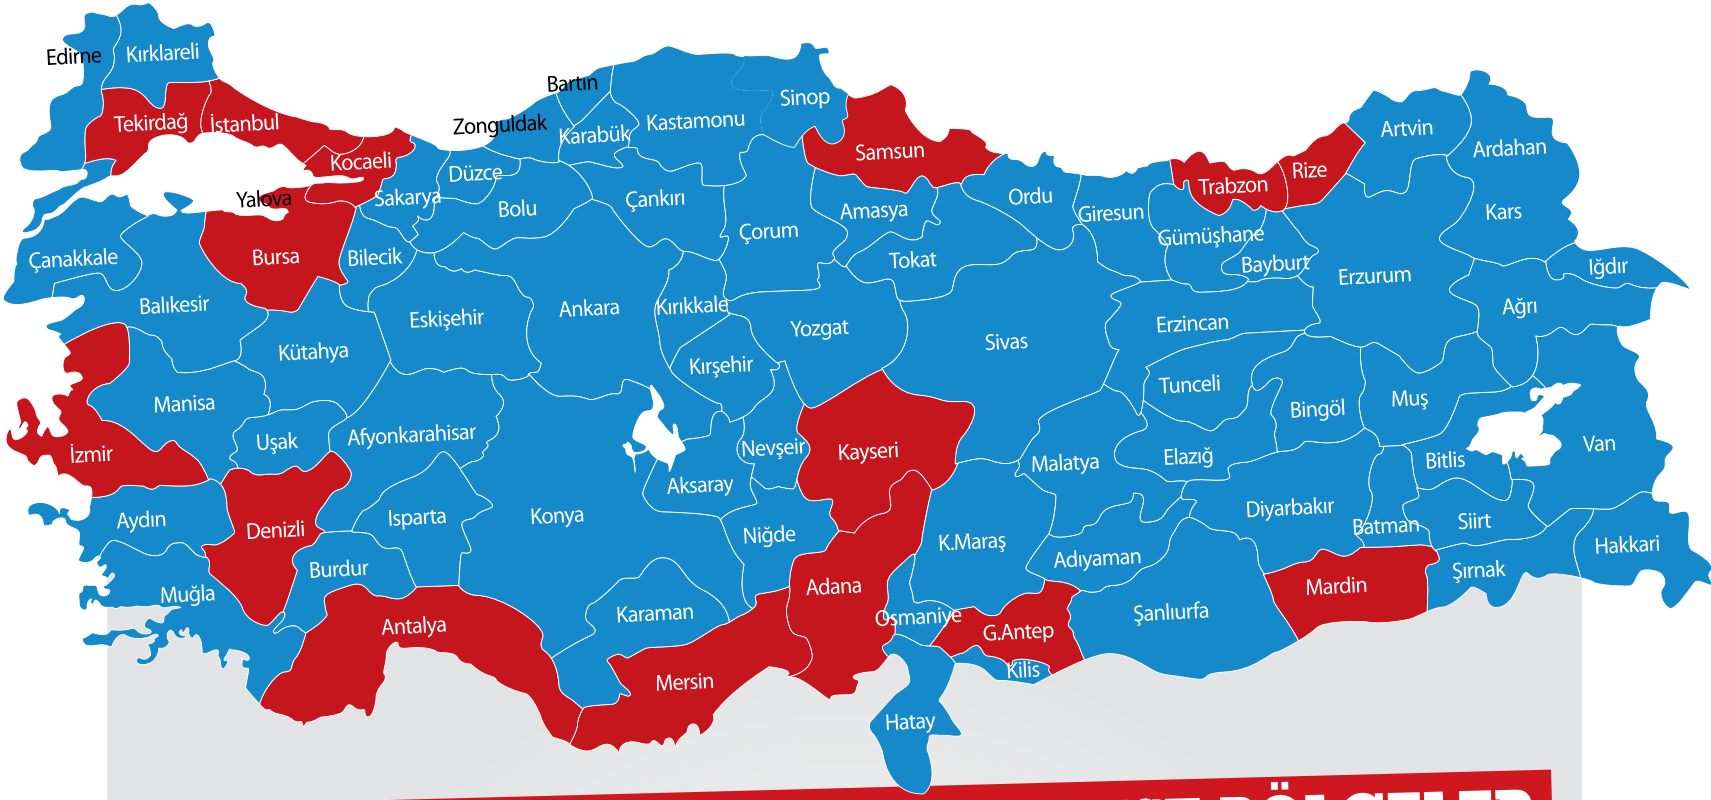 Edirne
Kırklareli
Tekirdağ
İstanbul
Kocaeli
Yalova
Sakarya
Düzce
Zonguldak
Bartın
Karabük
Kastamonu
Sinop
Samsun
Bolu
Çankırı
Çorum
Amasya
Tokat
Ordu
Giresun
Trabzon
Rize
Artvin
Ardahan
Kars
Gümüşhane
Bayburt
Erzurum
Iğdır
Ağrı
Çanakkale
Balıkesir
Bursa
Bilecik
Eskişehir
Ankara
Kırıkkale
Yozgat
Sivas
Erzincan
Kütahya
Kırşehir
Tunceli
Bingöl
Muş
Manisa
Uşak
Afyonkarahisar
Nevşeir
Kayseri
Malatya
Elazığ
Bitlis
Van
İzmir
Aksaray
Aydın
Denizli
Isparta
Konya
Niğde
K.Maraş
Adıyaman
Diyarbakır
Batman
Siirt
Hakkari
Şırnak
Muğla
Burdur
Antalya
Karaman
Mersin
Adana
Osmaniye
G.Antep
Kilis
Şanlıurfa
Mardin
Hatay
BÖLGELER